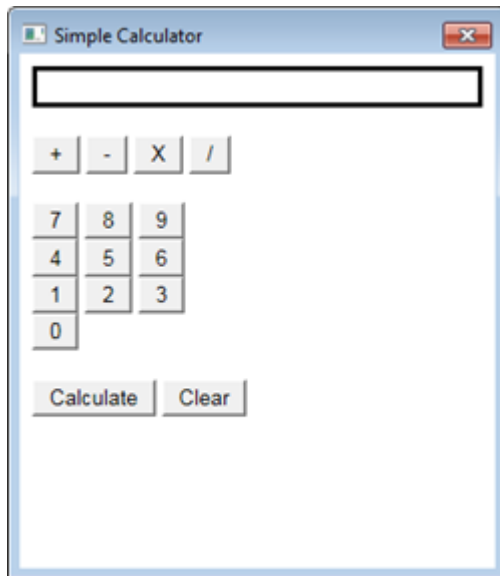 Simple Calculator
+ - X /
7 8 9
4 5 6
1 2 3
0
Calculate Clear